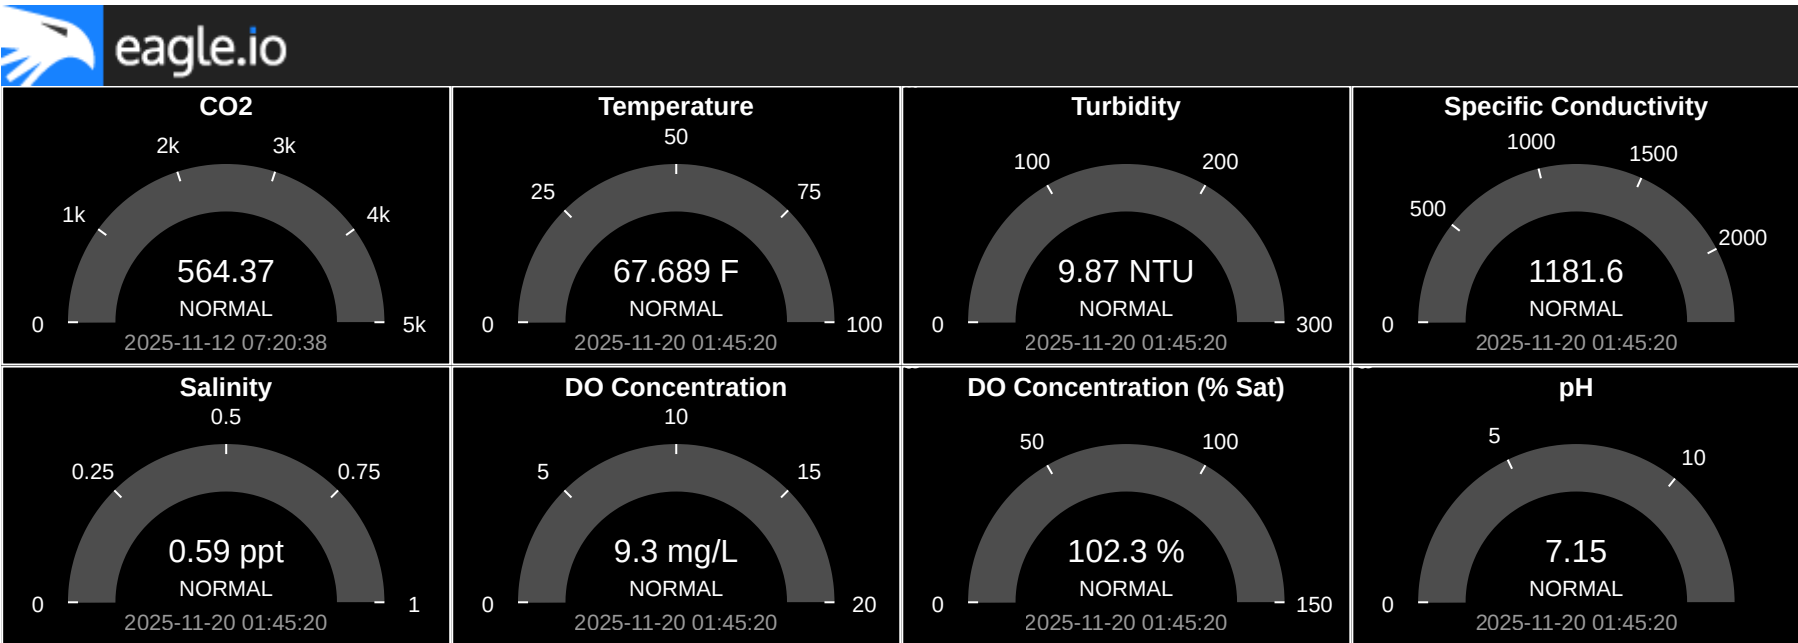 eagle.io
CO2
2k
3k
1k
4k
564.37
NORMAL
0
5k
2025-11-12 07:20:38
Temperature
50
25
75
67.689 F
NORMAL
0
100
2025-11-20 01:45:20
Turbidity
100
200
9.87 NTU
NORMAL
0
300
2025-11-20 01:45:20
Specific Conductivity
1000
1500
500
2000
1181.6
NORMAL
0
2025-11-20 01:45:20
Salinity
0.5
0.25
0.75
0.59 ppt
NORMAL
0
1
2025-11-20 01:45:20
DO Concentration
10
5
15
9.3 mg/L
NORMAL
0
20
2025-11-20 01:45:20
DO Concentration (% Sat)
50
100
102.3 %
NORMAL
0
150
2025-11-20 01:45:20
pH
5
10
7.15
NORMAL
0
2025-11-20 01:45:20